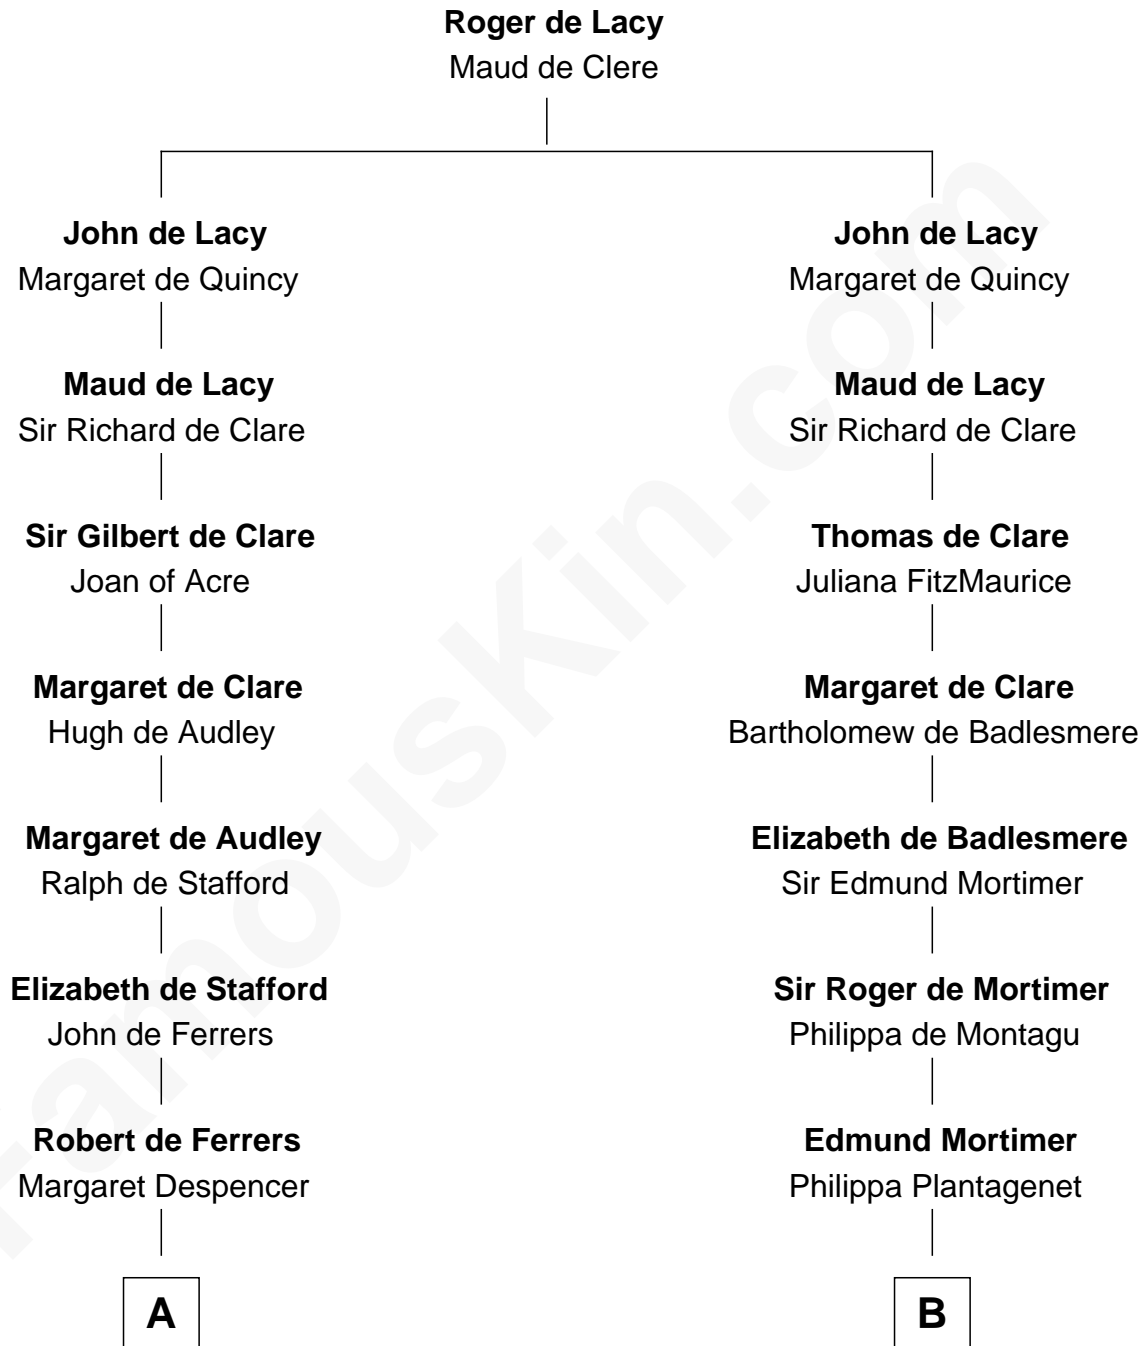 Roger de Lacy
Maud de Clere
John de Lacy
Margaret de Quincy
John de Lacy
Margaret de Quincy
Maud de Lacy
Sir Richard de Clare
Maud de Lacy
Sir Richard de Clare
Sir Gilbert de Clare
Joan of Acre
Thomas de Clare
Juliana FitzMaurice
Margaret de Clare
Hugh de Audley
Margaret de Clare
Bartholomew de Badlesmere
Margaret de Audley
Ralph de Stafford
Elizabeth de Badlesmere
Sir Edmund Mortimer
Elizabeth de Stafford
John de Ferrers
Sir Roger de Mortimer
Philippa de Montagu
Robert de Ferrers
Margaret Despencer
Edmund Mortimer
Philippa Plantagenet
A
B
FamousKin.com